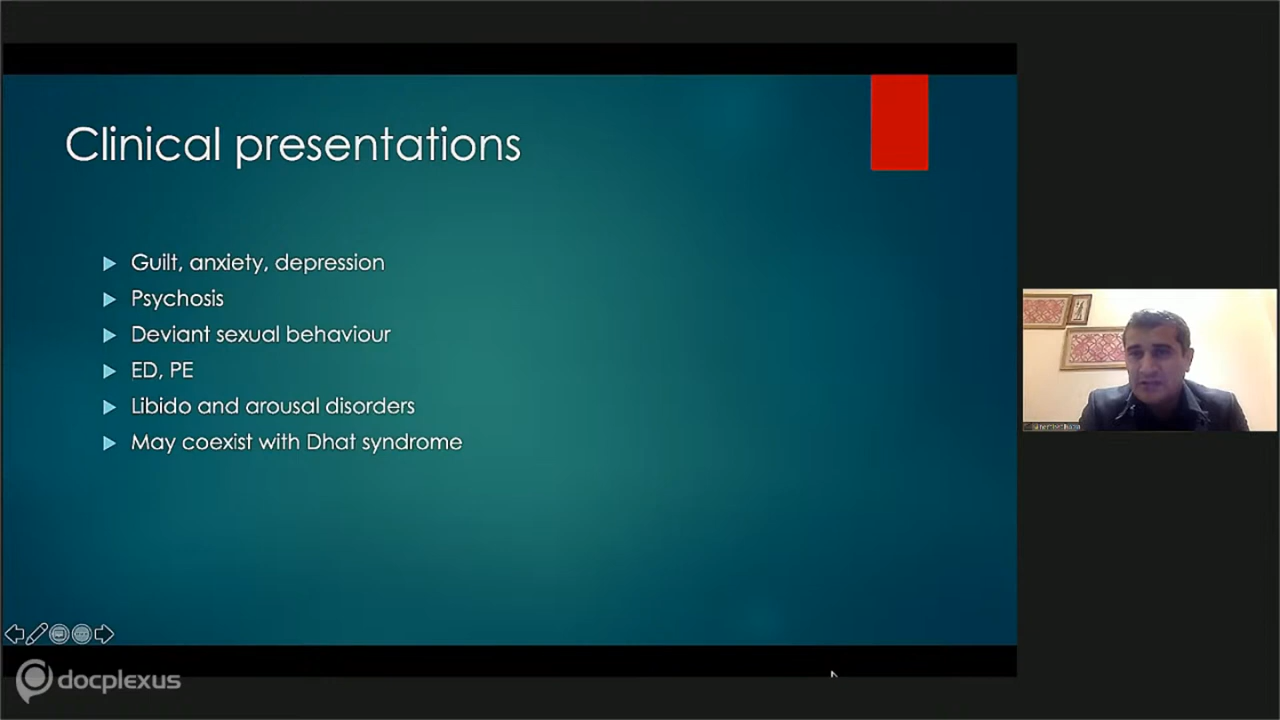 Clinical presentations
Guilt, anxiety, depression
Psychosis
Deviant sexual behaviour
ED, PE
Libido and arousal disorders
May coexist with Dhat syndrome
docplexus